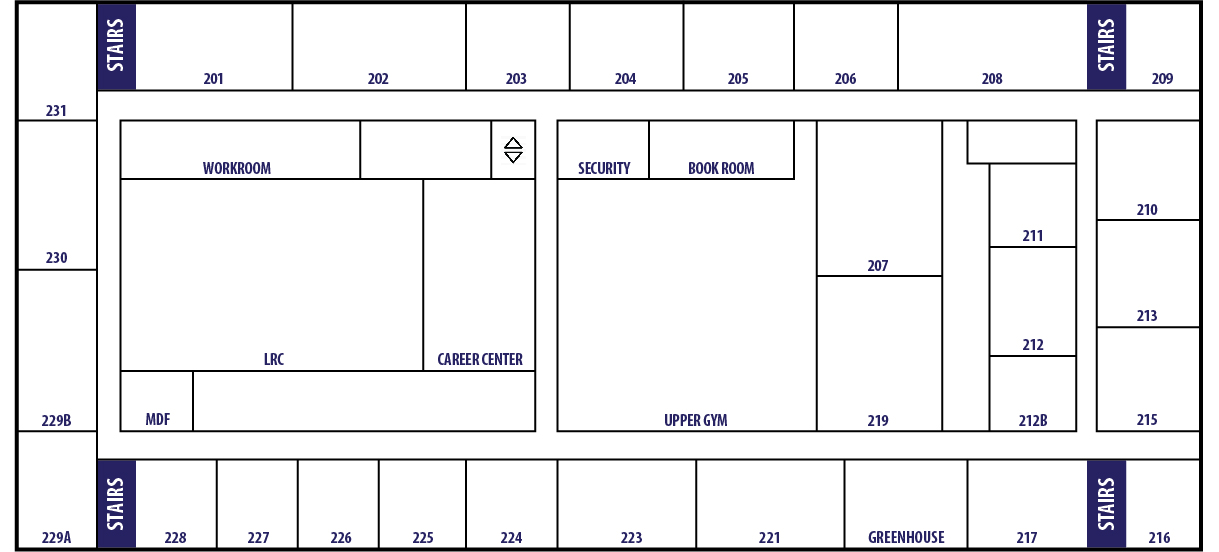 STAIRS
201
202
203
204
205
206
208
STAIRS
209
231
WORKROOM
SECURITY
BOOK ROOM
210
211
230
207
213
212
LRC
CAREER CENTER
229B
MDF
UPPER GYM
219
212B
215
229A
STAIRS
228
227
226
225
224
223
221
GREENHOUSE
217
STAIRS
216